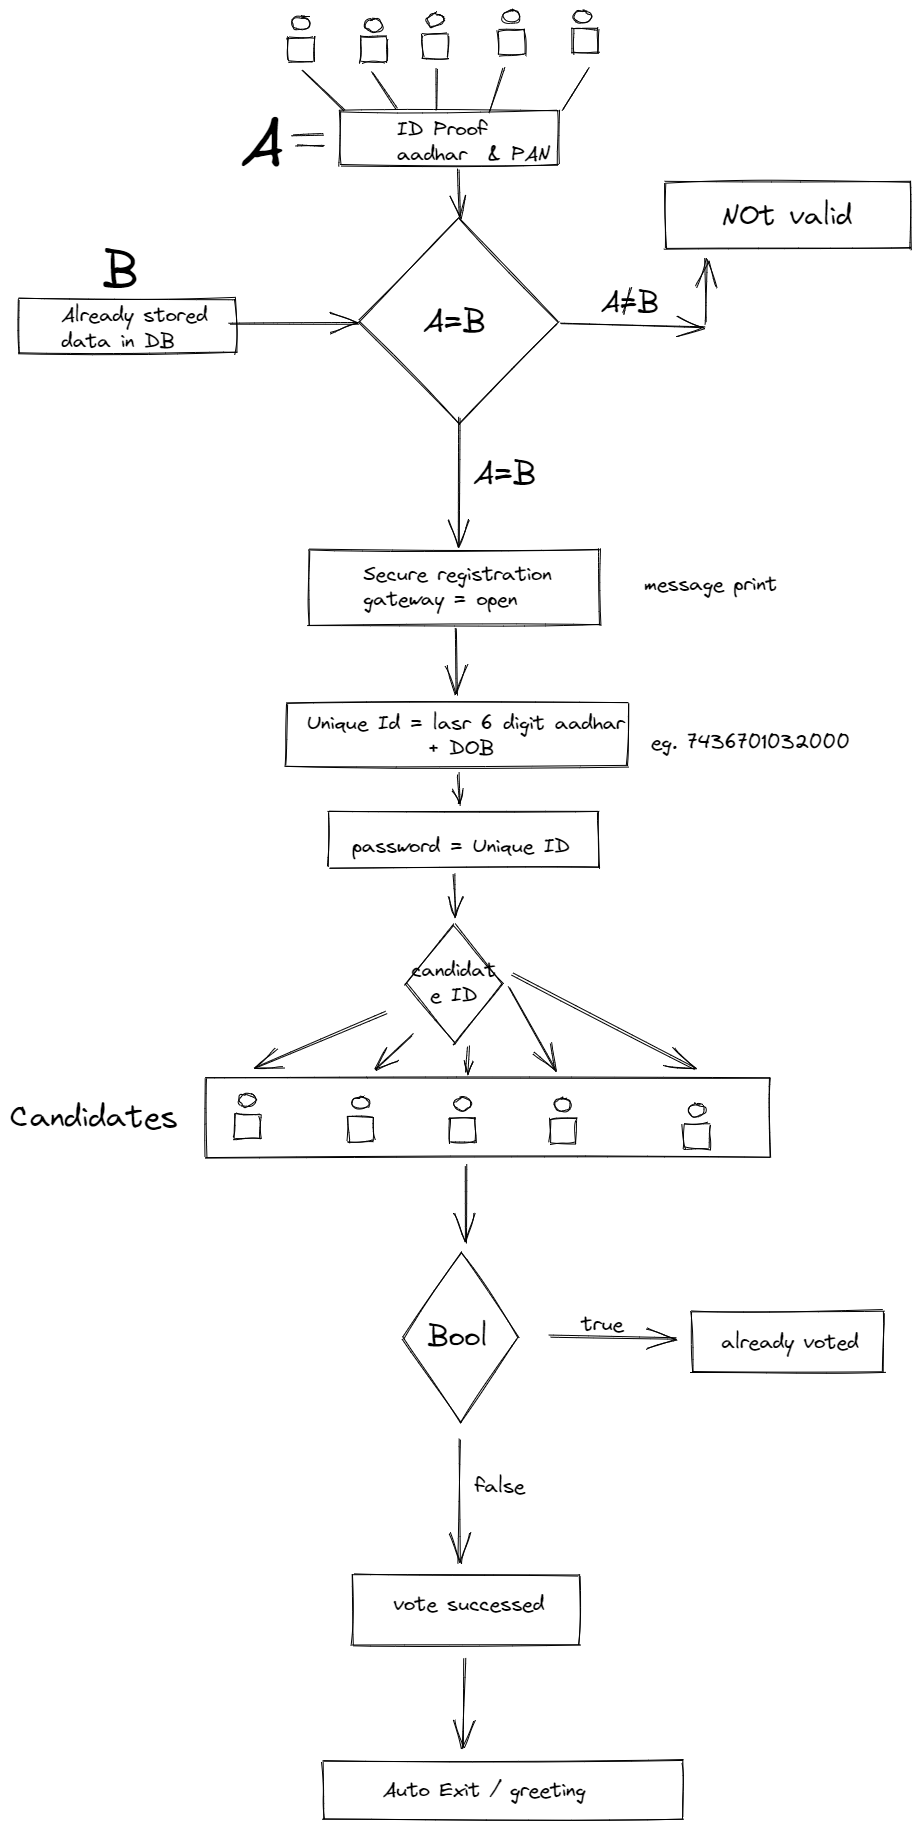 A =
ID Proof
aadhar & PAN
NOt valid
B
Already stored
data in DB
A=B
A≠B
A=B
Secure registration
gateway = open
message print
Unique Id = lasr 6 digit aadhar
+ DOB
eg. 7436701032000
password = Unique ID
candidat
e ID
Candidates
Bool
true
already voted
false
vote successed
Auto Exit / greeting